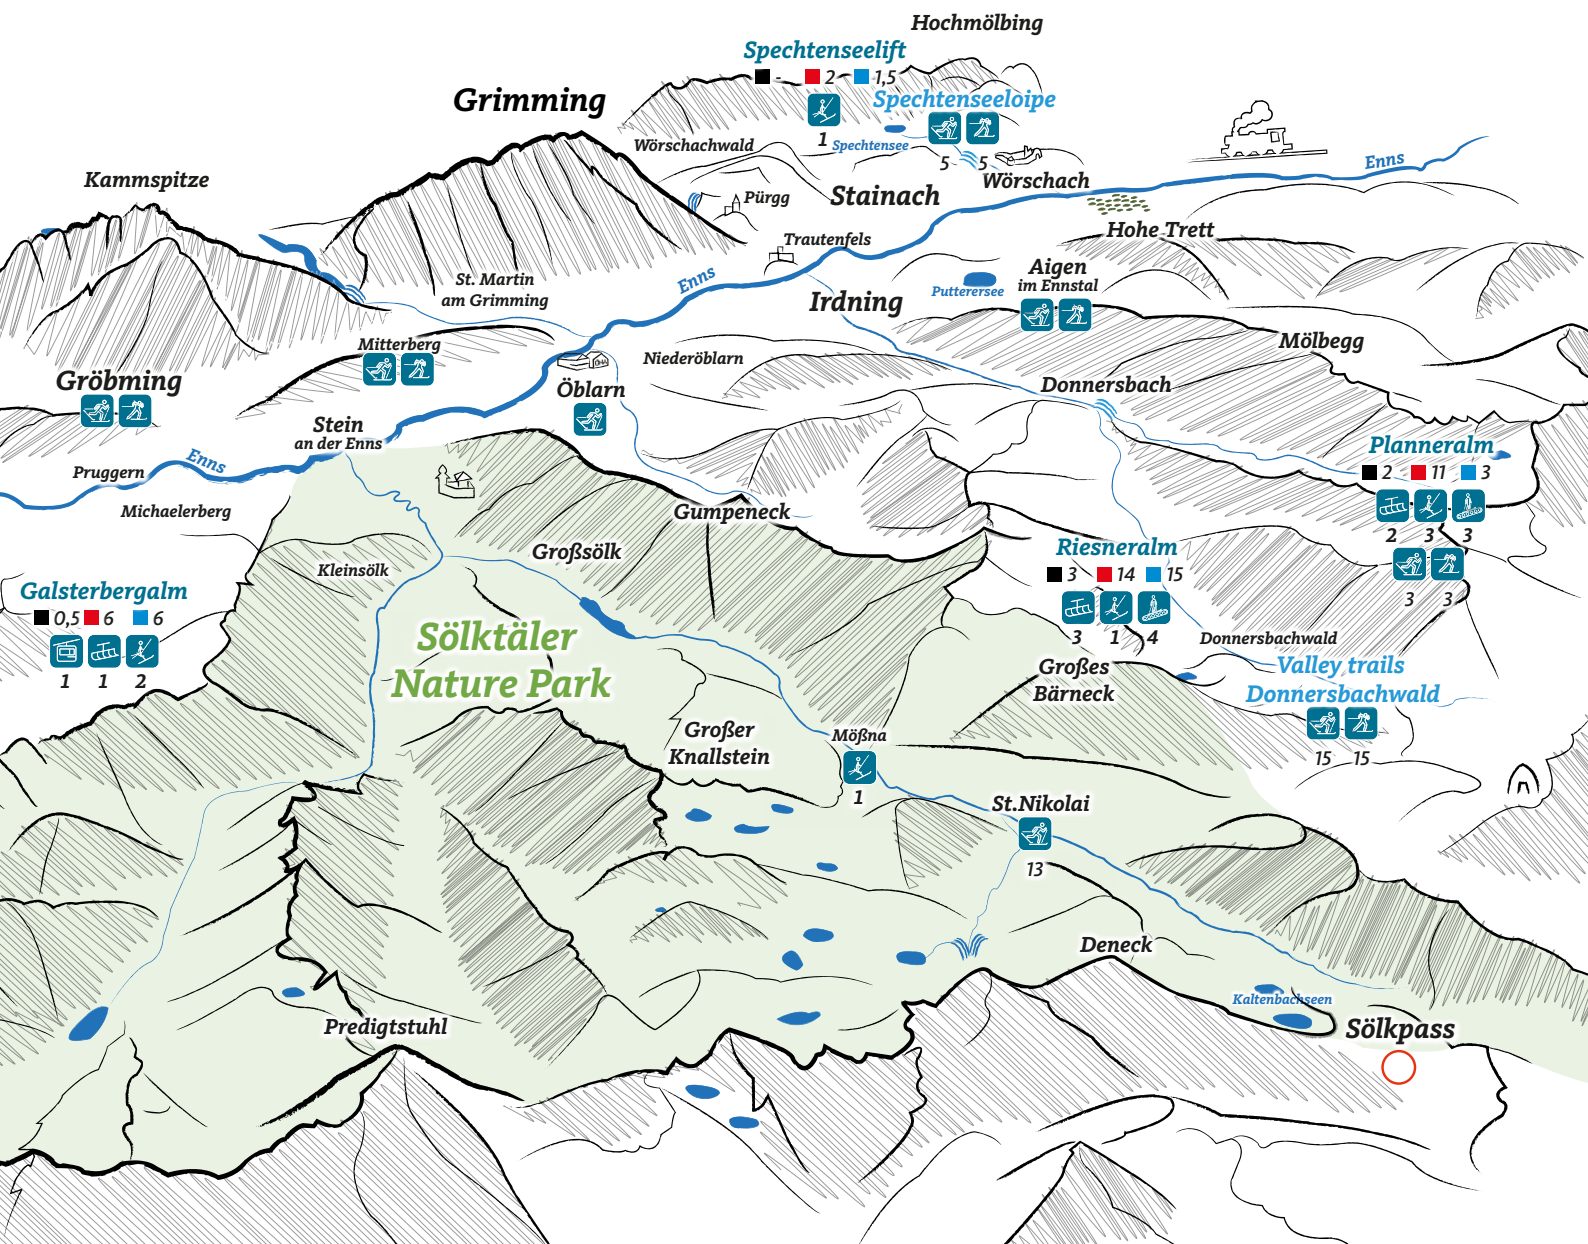 Hochmölbing
Spechtenseelift
- 2 1,5
Grimming
Spechtenseeloipe
1
Spechtensee
5 5
Wörschachwald
Enns
Kammspitze
Wörschach
Stainach
Pürgg
Hohe Trett
Trautenfels
Aigen
im Ennstal
St. Martin
am Grimming
Enns
Putterersee
Irdning
Mitterberg
Mölbegg
Niederöblarn
Gröbming
Öblarn
Donnersbach
Stein
an der Enns
Planneralm
2 11 3
Enns
Pruggern
Michaelerberg
Gumpeneck
2 3 3
Großsölk
Riesneralm
3 14 15
Kleinsölk
Galsterbergalm
0,5 6 6
3
3
3 1 4
Sölktäler
Nature Park
Donnersbachwald
Großes
Bärneck
Valley trails
Donnersbachwald
1 1 2
Großer
Knallstein
Mößna
15 15
1
St.Nikolai
13
Deneck
Kaltenbachseen
Predigtstuhl
Sölkpass